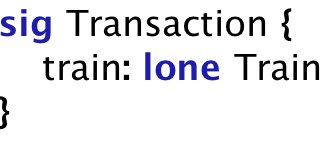 sig Transaction {
train: lone Train
}